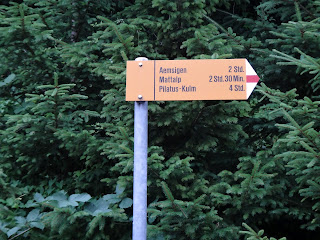 Aemsigen 2 Std.
Mattalp 2 Std.30 Min.
Pilatus-Kulm 4 Std.